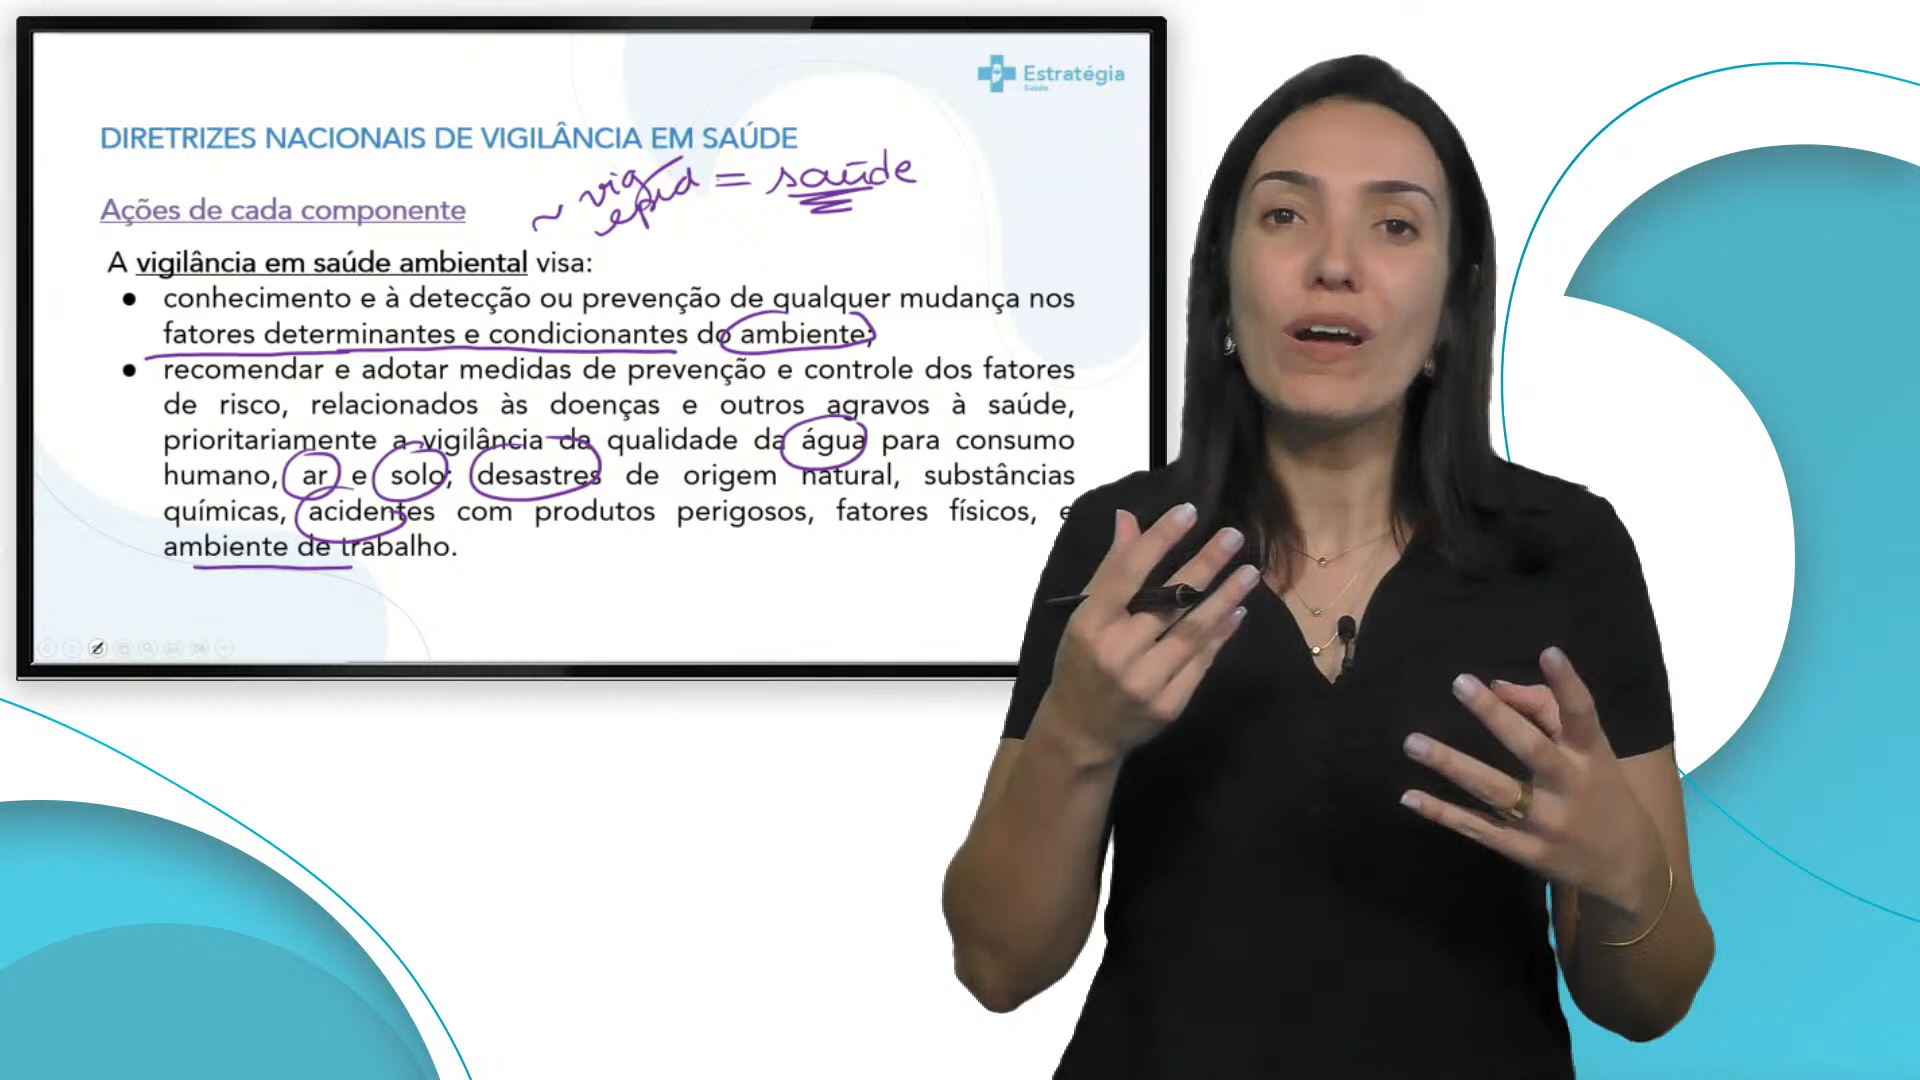 Estratégia
Saúde
DIRETRIZES NACIONAIS DE VIGILÂNCIA EM SAÚDE
~ vig epid = saúde
Ações de cada componente
A vigilância em saúde ambiental visa:
● conhecimento e à detecção ou prevenção de qualquer mudança nos
fatores determinantes e condicionantes do ambiente;
● recomendar e adotar medidas de prevenção e controle dos fatores
de risco, relacionados às doenças e outros agravos à saúde,
prioritariamente a vigilância da qualidade da água para consumo
humano, ar e solo; desastres de origem natural, substâncias
químicas, acidentes com produtos perigosos, fatores físicos, e
ambiente de trabalho.